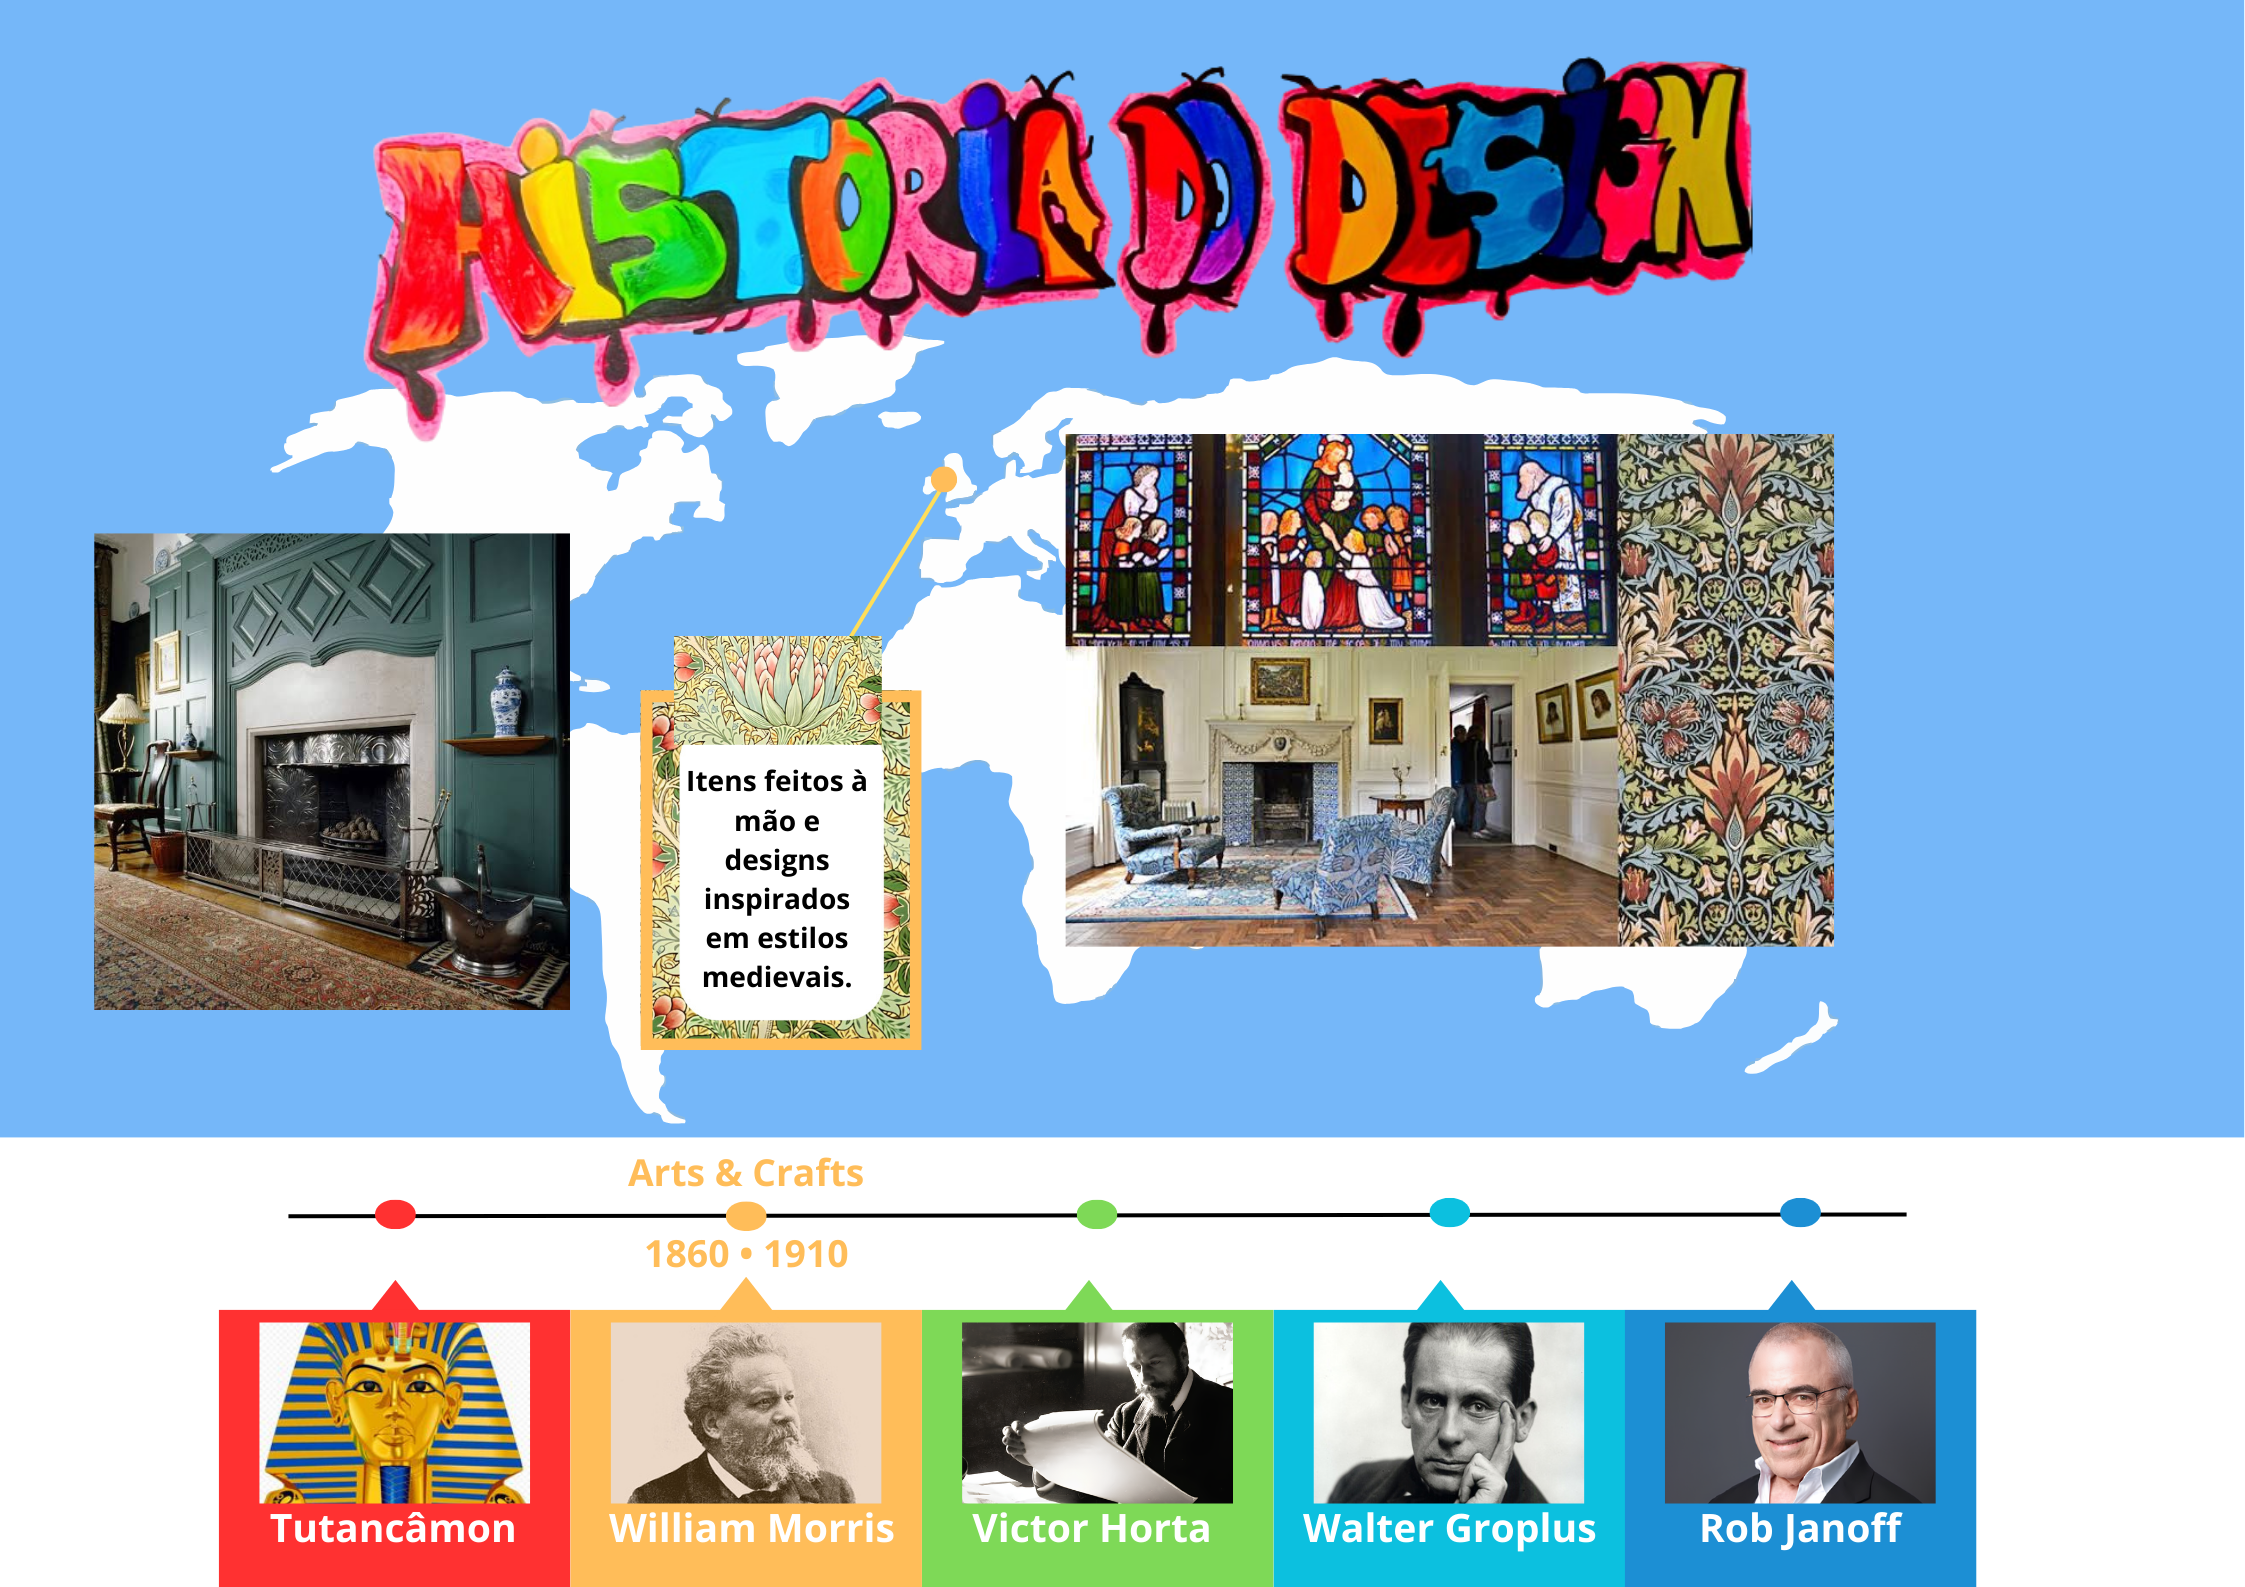 HISTÓRIA DO DESIGN
Itens feitos à
mão e
designs
inspirados
em estilos
medievais.
Arts & Crafts
1860 • 1910
Tutancâmon
William Morris
Victor Horta
Walter Groplus
Rob Janoff